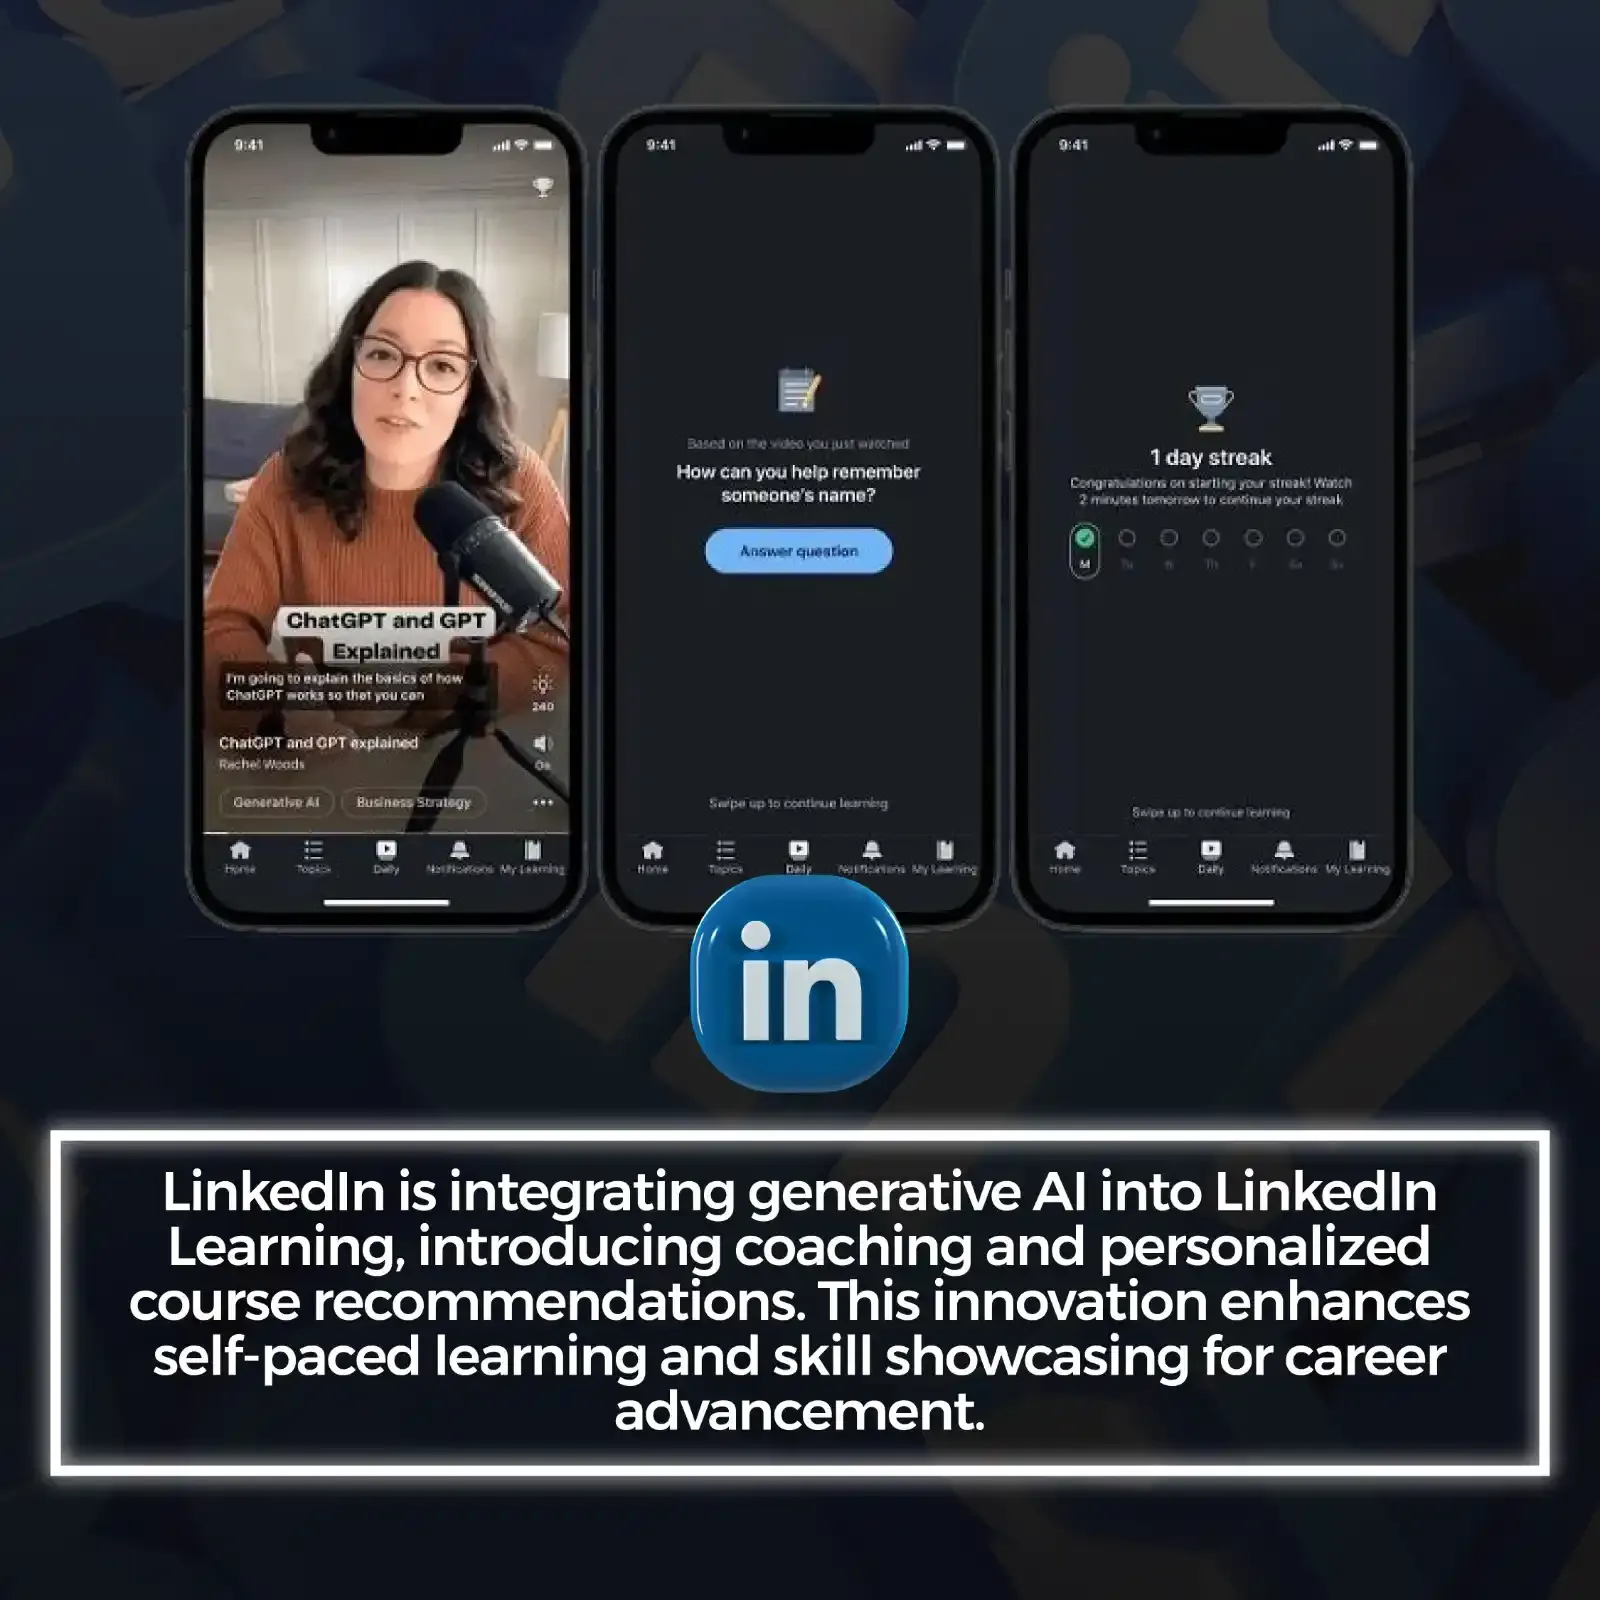 9:41
ChatGPT and GPT
Explained
I'm going to explain the basics of how
ChatGPT works so that you can
240
ChatGPT and GPT explained
Rachel Woods
Generative AI
Business Strategy
Home
Topics
Daily
Notifications
My Learning
9:41
Based on the video you just watched
How can you help remember
someone's name?
Answer question
Swipe up to continue learning
Home
Topics
Daily
Notifications
My Learning
9:41
1 day streak
Congratulations on starting your streak! Watch
2 minutes tomorrow to continue your streak
M
Tu
Th
F
Swipe up to continue learning
Home
Topics
Daily
Notifications
My Learning
in
LinkedIn is integrating generative AI into LinkedIn
Learning, introducing coaching and personalized
course recommendations. This innovation enhances
self-paced learning and skill showcasing for career
advancement.